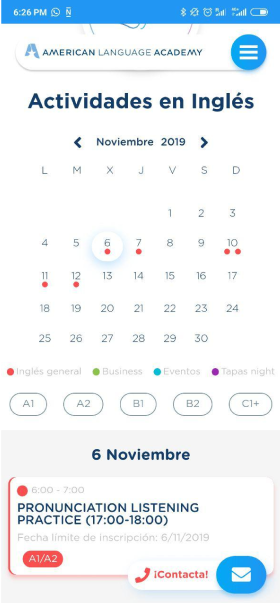 6:26 PM
AMERICAN LANGUAGE ACADEMY
Actividades en Inglés
Noviembre 2019
L M X J V S D
1 2 3
4 5 6 7 8 9 10
11 12 13 14 15 16 17
18 19 20 21 22 23 24
25 26 27 28 29 30
Inglés general Business Eventos Tapas night
A1 A2 B1 B2 C1+
6 Noviembre
6:00 - 7:00
PRONUNCIATION LISTENING
PRACTICE (17:00-18:00)
Fecha límite de inscripción: 6/11/2019
A1/A2
¡Contacta!